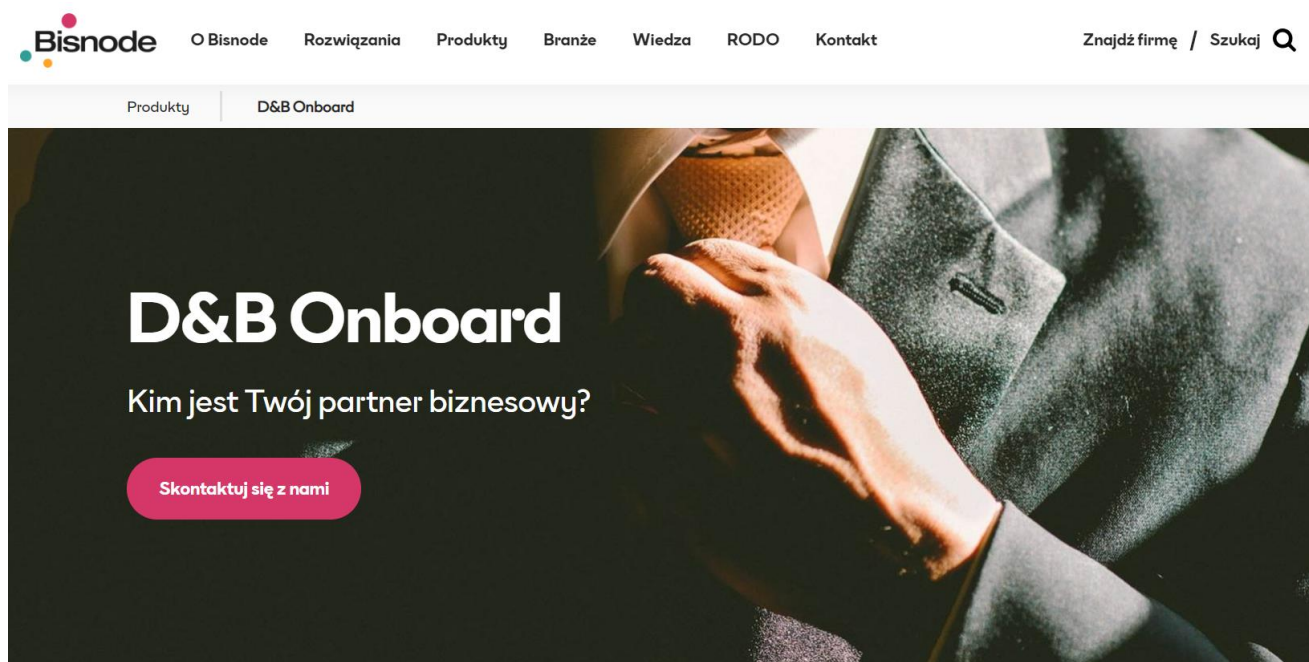 Bisnode
O Bisnode Rozwiązania Produkty Branże Wiedza RODO Kontakt Znajdź firmę / Szukaj
Produkty D&B Onboard
D&B Onboard
Kim jest Twój partner biznesowy?
Skontaktuj się z nami